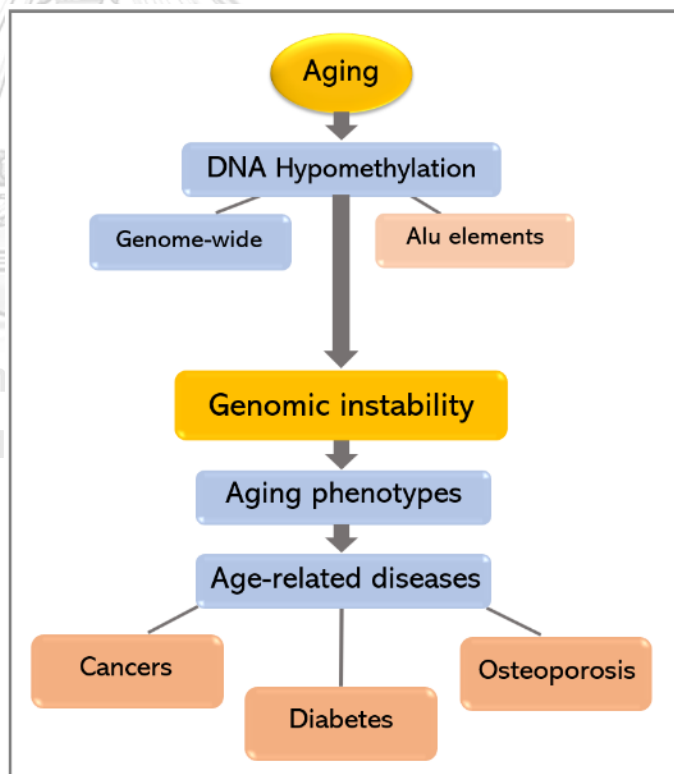 Aging
DNA Hypomethylation
Genome-wide
Alu elements
Genomic instability
Aging phenotypes
Age-related diseases
Cancers
Diabetes
Osteoporosis